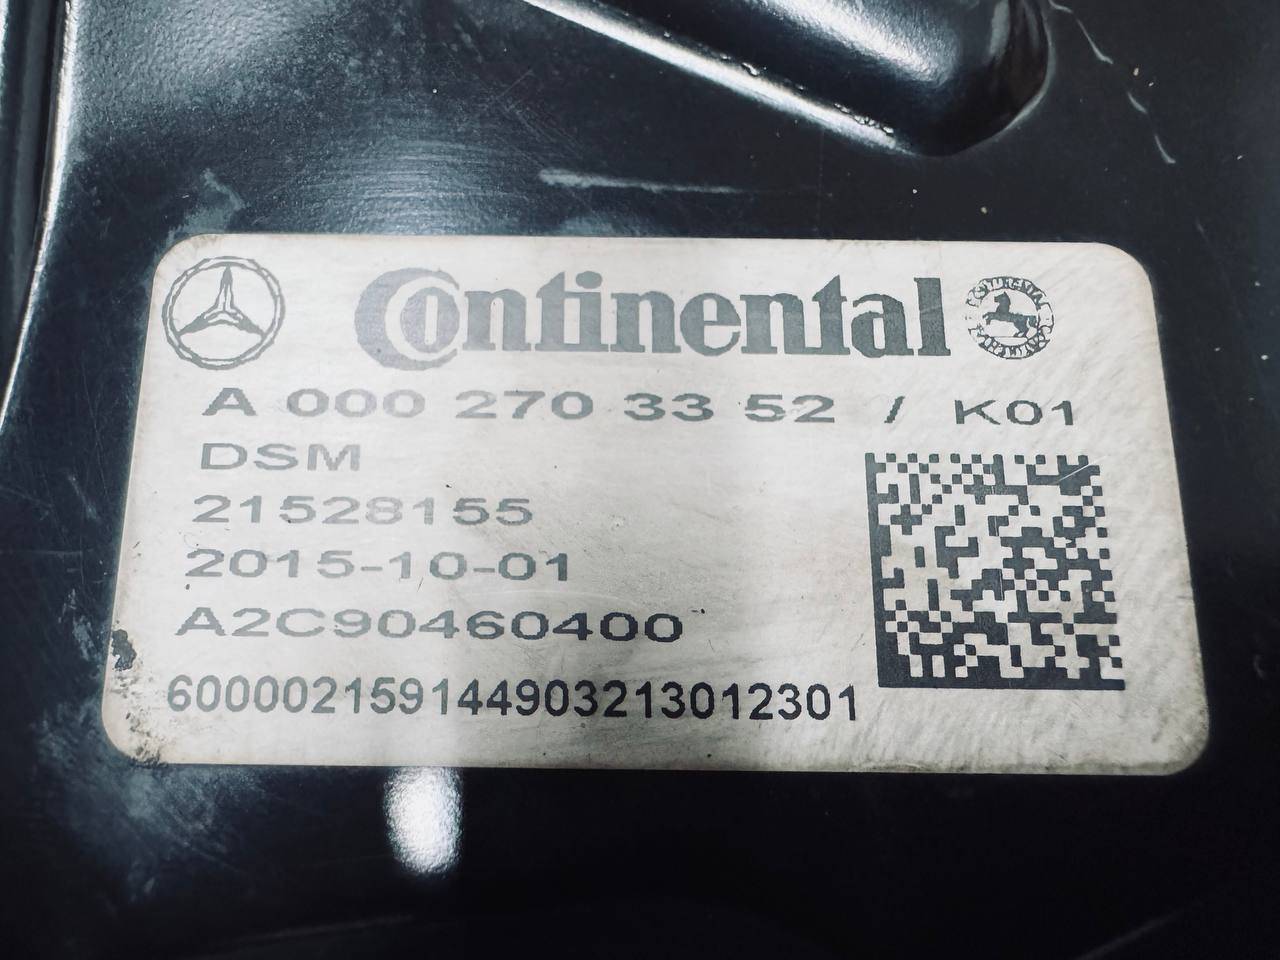 Continental
A 000 270 33 52 / K01
DSM
21528155
2015-10-01
A2C90460400
600002159144903213012301